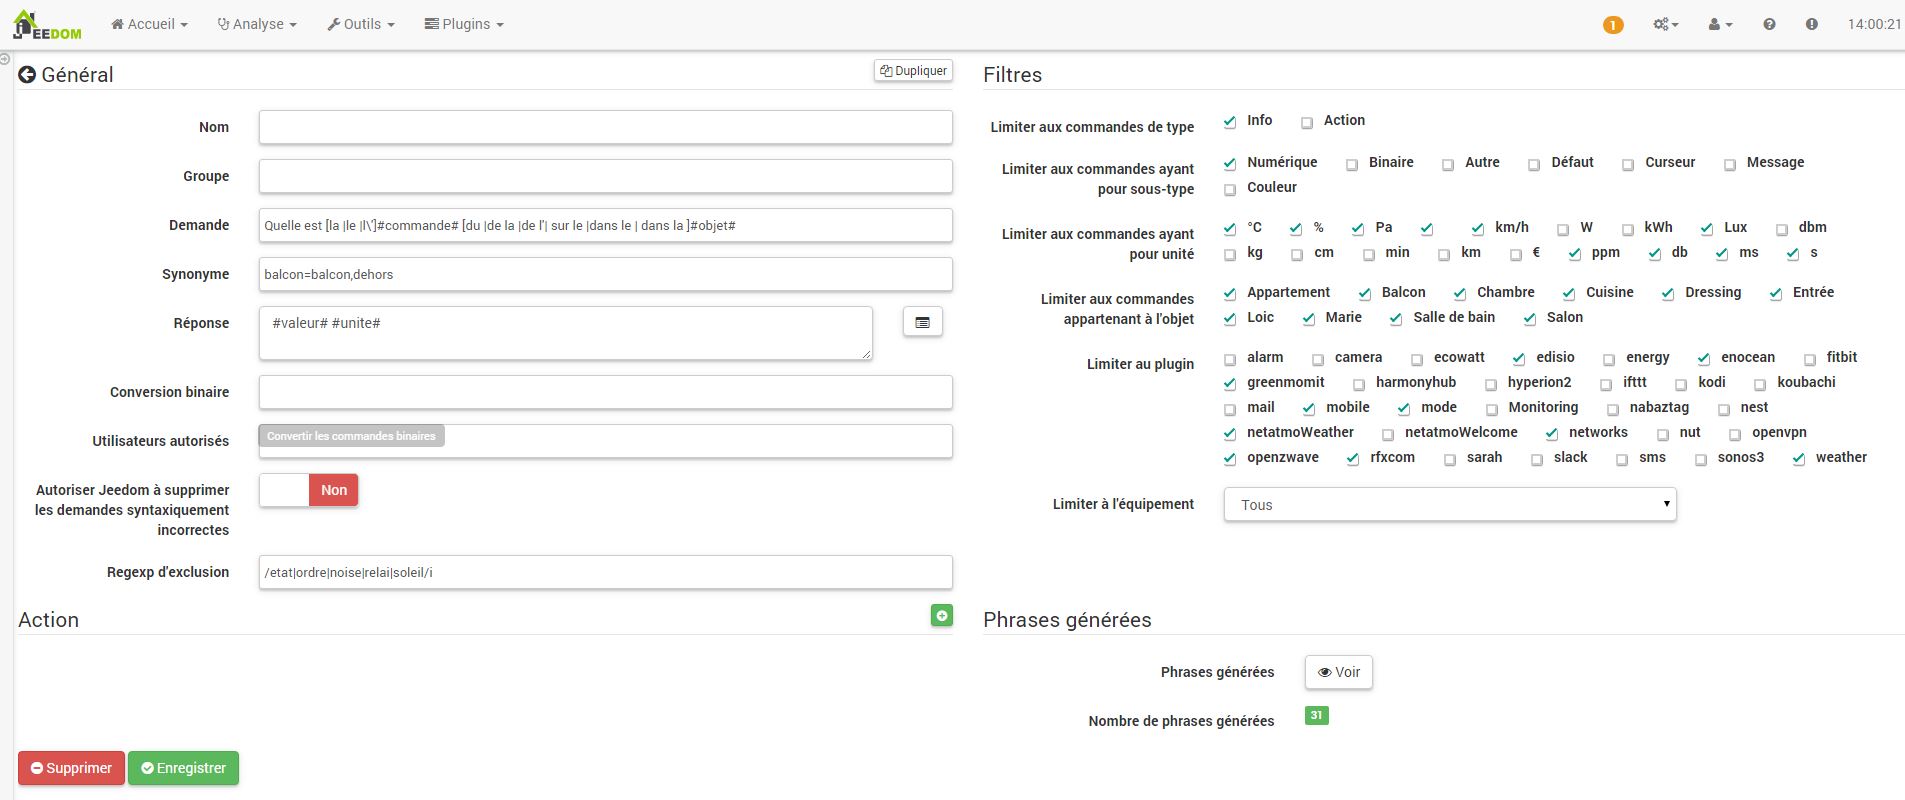 JEEDOM Accueil Analyse Outils Plugins 1 14:00:21
Général Dupliquer
Nom
Groupe
Demande Quelle est [la |le |l\']#commande# [du |de la |de l'| sur le |dans le | dans la ]#objet#
Synonyme balcon=balcon,dehors
Réponse #valeur# #unite#
Conversion binaire
Utilisateurs autorisés Convertir les commandes binaires
Autoriser Jeedom à supprimer
les demandes syntaxiquement
incorrectes
Non
Regexp d'exclusion /etat|ordre|noise|relai|soleil/i
Action
Supprimer Enregistrer
Filtres
Limiter aux commandes de type Info Action
Limiter aux commandes ayant
pour sous-type
Numérique Binaire Autre Défaut Curseur Message
Couleur
Limiter aux commandes ayant
pour unité
°C % Pa km/h W kWh Lux dbm
kg cm min km € ppm db ms s
Limiter aux commandes
appartenant à l'objet
Appartement Balcon Chambre Cuisine Dressing Entrée
Loic Marie Salle de bain Salon
Limiter au plugin alarm camera ecowatt edisio energy enocean fitbit
greenmomit harmonyhub hyperion2 ifttt kodi koubachi
mail mobile mode Monitoring nabaztag nest
netatmoWeather netatmoWelcome networks nut openvpn
openzwave rfxcom sarah slack sms sonos3 weather
Limiter à l'équipement Tous
Phrases générées
Phrases générées Voir
Nombre de phrases générées 31